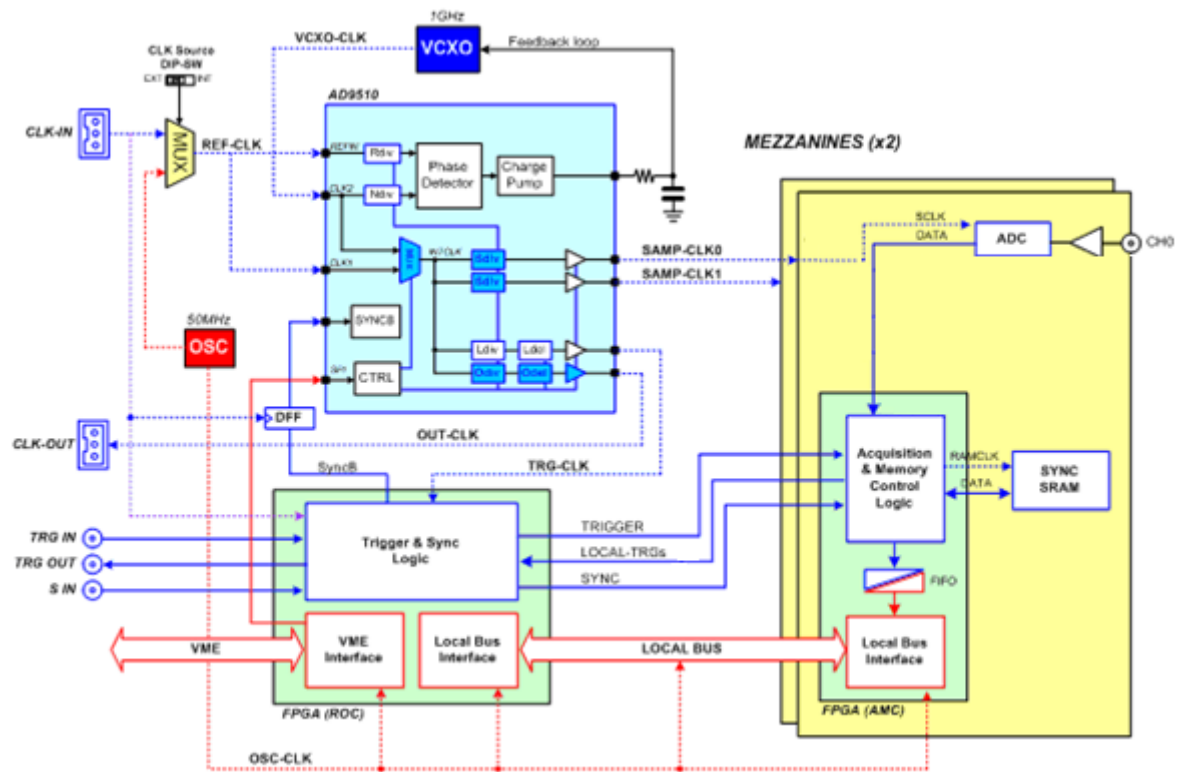 1GHz
VCXO-CLK
VCXO
Feedback loop
CLK Source
DIP-SW
EXT
INT
AD9510
CLK-IN
MUX
REF-CLK
REFIN
Rdiv
Phase
Detector
Charge
Pump
MEZZANINES (x2)
CLK2
Ndiv
SCLK
DATA
ADC
CH0
SAMP-CLK0
CLK1
INTCLK
Sdiv
SAMP-CLK1
Sdiv
50MHz
OSC
SYNCB
Ldiv
Ldel
CTRL
Odiv
Odel
DFF
CLK-OUT
OUT-CLK
SyncB
TRG-CLK
Acquisition
& Memory
Control
Logic
RAMCLK
DATA
SYNC
SRAM
TRG IN
TRG OUT
S IN
Trigger & Sync
Logic
TRIGGER
LOCAL-TRGs
SYNC
FIFO
VME
VME
Interface
Local Bus
Interface
LOCAL BUS
Local Bus
Interface
FPGA (ROC)
FPGA (AMC)
OSC-CLK